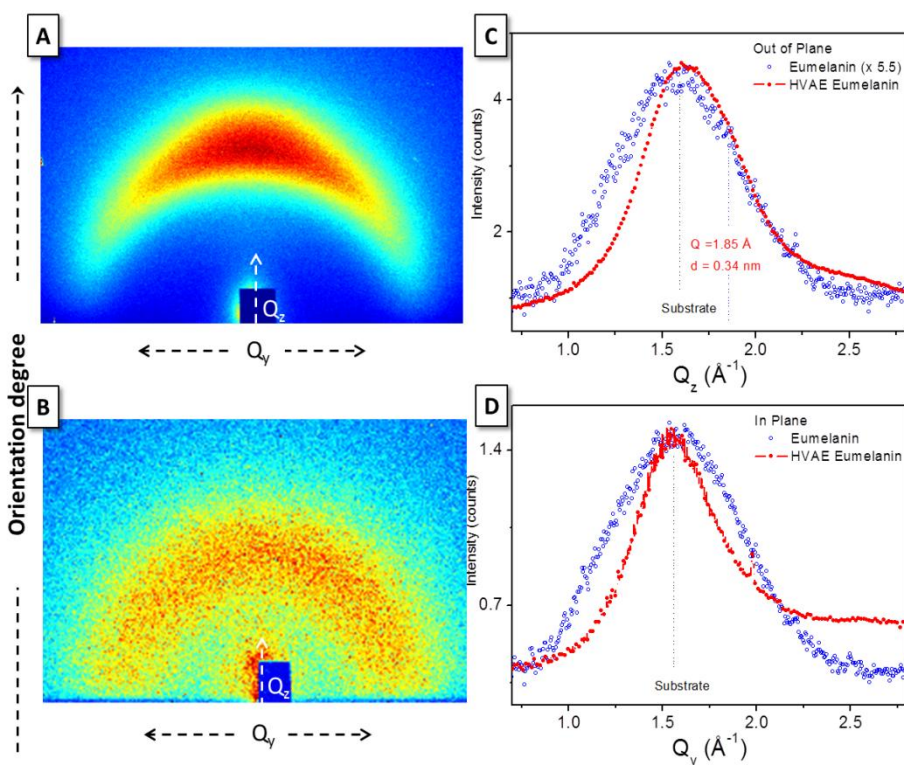 A
Qz
Qy
Orientation degree
B
Qz
Qy
C
Out of Plane
Eumelanin (x 5.5)
HVAE Eumelanin
Intensity (counts)
4
2
Q =1.85 Å
d = 0.34 nm
Substrate
1.0 1.5 2.0 2.5
Qz (Å⁻¹)
D
In Plane
Eumelanin
HVAE Eumelanin
Intensity (counts)
1.4
0.7
Substrate
1.0 1.5 2.0 2.5
Qy (Å⁻¹)